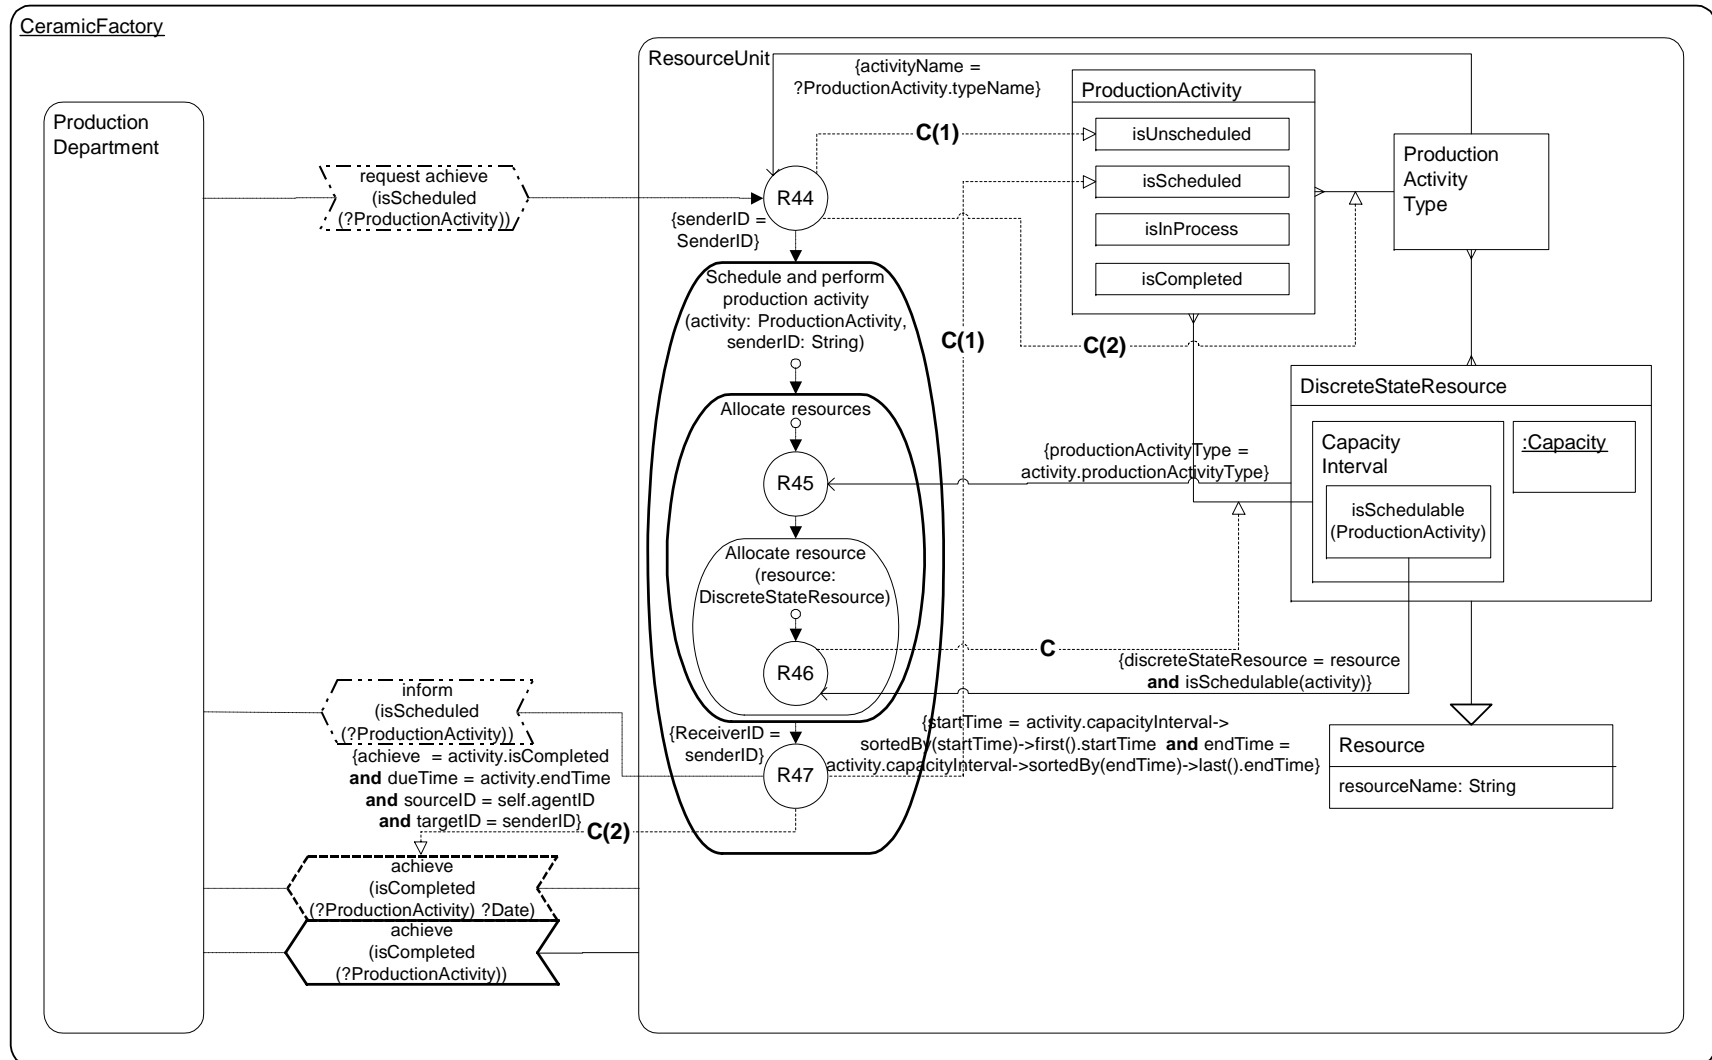 CeramicFactory
ResourceUnit
{activityName =
?ProductionActivity.typeName}
ProductionActivity
Production
Department
C(1)
isUnscheduled
Production
Activity
Type
request achieve
(isScheduled
(?ProductionActivity))
R44
isScheduled
{senderID =
SenderID}
isInProcess
isCompleted
Schedule and perform
production activity
(activity: ProductionActivity,
senderID: String)
C(1)
C(2)
DiscreteStateResource
Allocate resources
{productionActivityType =
activity.productionActivityType}
Capacity
Interval
:Capacity
R45
isSchedulable
(ProductionActivity)
Allocate resource
(resource:
DiscreteStateResource)
C
R46
{discreteStateResource = resource
and isSchedulable(activity)}
inform
(isScheduled
(?ProductionActivity))
{ReceiverID =
senderID}
{startTime = activity.capacityInterval->
sortedBy(startTime)->first().startTime and endTime =
activity.capacityInterval->sortedBy(endTime)->last().endTime}
R47
Resource
resourceName: String
{achieve = activity.isCompleted
and dueTime = activity.endTime
and sourceID = self.agentID
and targetID = senderID}
C(2)
achieve
(isCompleted
(?ProductionActivity) ?Date)
achieve
(isCompleted
(?ProductionActivity))